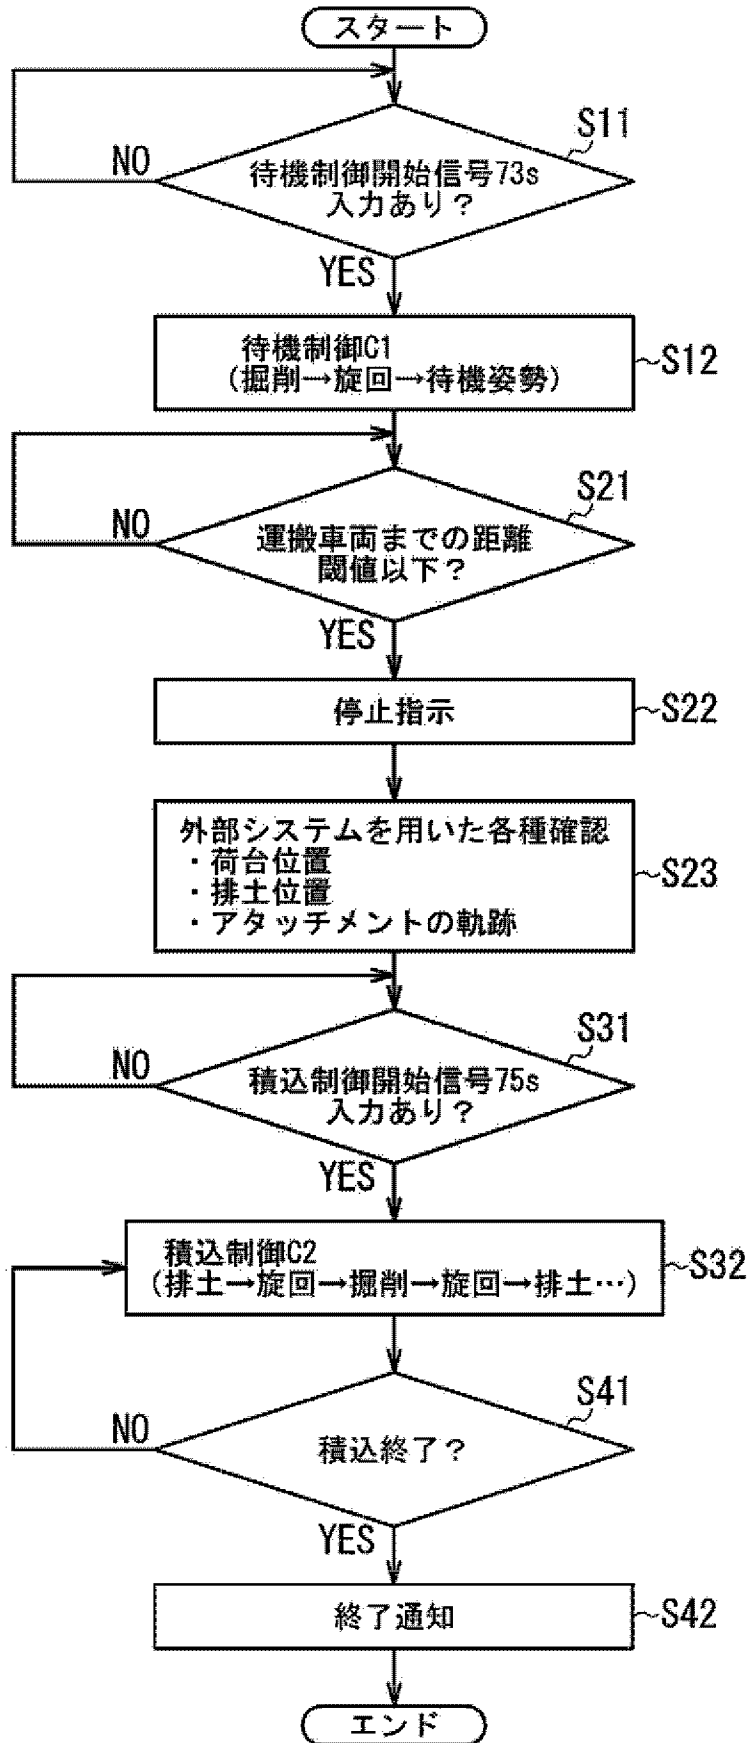 スタート
S11
待機制御開始信号73s
入力あり？
NO
YES
待機制御C1
(掘削→旋回→待機姿勢)
S12
S21
運搬車両までの距離
閾値以下？
NO
YES
停止指示
S22
外部システムを用いた各種確認
・荷台位置
・排土位置
・アタッチメントの軌跡
S23
S31
積込制御開始信号75s
入力あり？
NO
YES
積込制御C2
(排土→旋回→掘削→旋回→排土…)
S32
S41
積込終了？
NO
YES
終了通知
S42
エンド